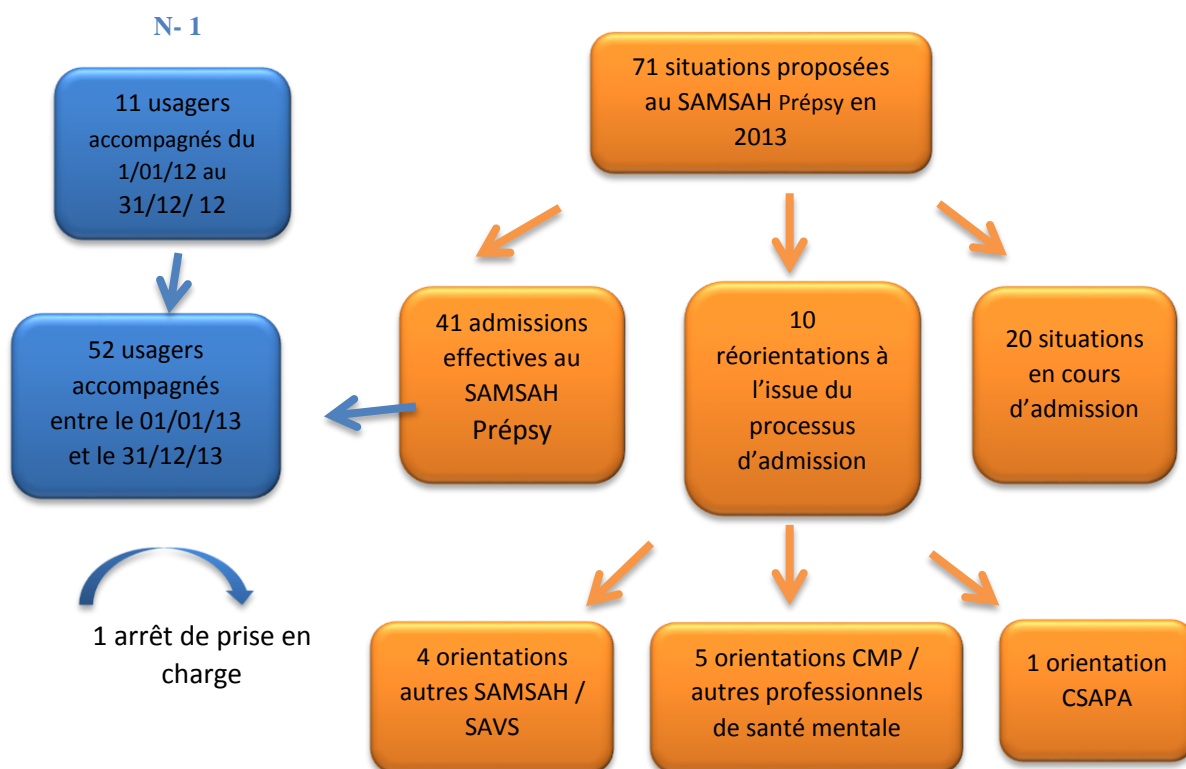 N- 1
11 usagers
accompagnés du
1/01/12 au
31/12/ 12
71 situations proposées
au SAMSAH Prépsy en
2013
52 usagers
accompagnés
entre le 01/01/13
et le 31/12/13
41 admissions
effectives au
SAMSAH
Prépsy
10
réorientations à
l’issue du
processus
d’admission
20 situations
en cours
d’admission
1 arrêt de prise en
charge
4 orientations
autres SAMSAH /
SAVS
5 orientations CMP /
autres professionnels
de santé mentale
1 orientation
CSAPA